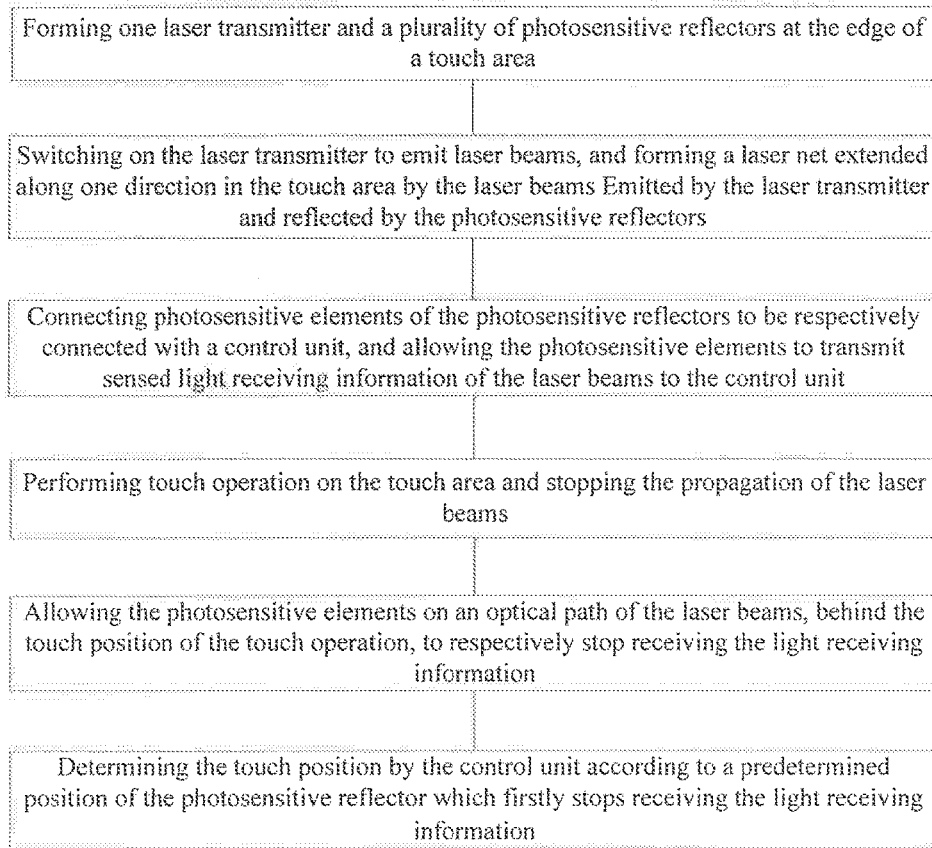 Forming one laser transmitter and a plurality of photosensitive reflectors at the edge of
a touch area
Switching on the laser transmitter to emit laser beams, and forming a laser net extended
along one direction in the touch area by the laser beams Emitted by the laser transmitter
and reflected by the photosensitive reflectors
Connecting photosensitive elements of the photosensitive reflectors to be respectively
connected with a control unit, and allowing the photosensitive elements to transmit
sensed light receiving information of the laser beams to the control unit
Performing touch operation on the touch area and stopping the propagation of the laser
beams
Allowing the photosensitive elements on an optical path of the laser beams, behind the
touch position of the touch operation, to respectively stop receiving the light receiving
information
Determining the touch position by the control unit according to a predetermined
position of the photosensitive reflector which firstly stops receiving the light receiving
information